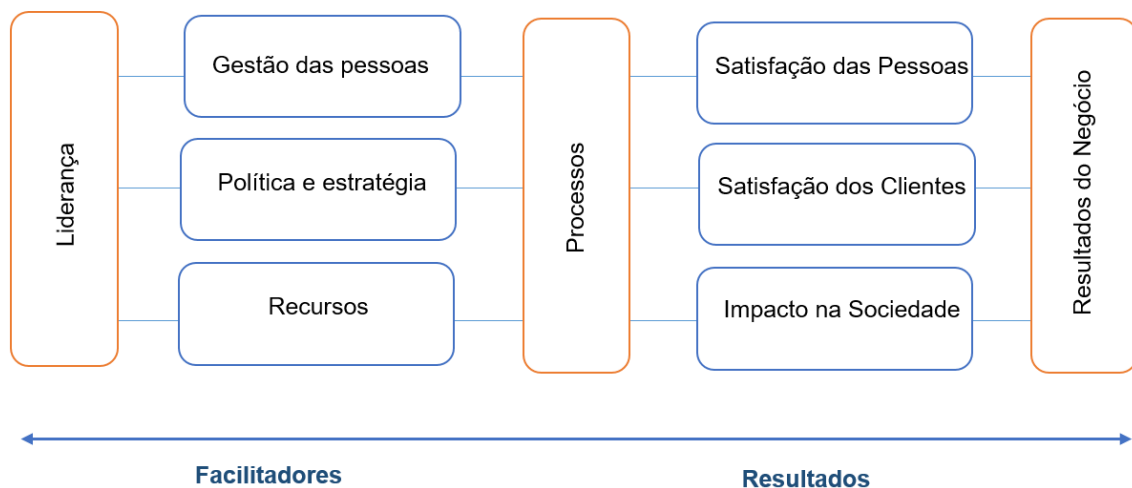 Liderança
Gestão das pessoas
Política e estratégia
Recursos
Processos
Satisfação das Pessoas
Satisfação dos Clientes
Impacto na Sociedade
Resultados do Negócio
Facilitadores
Resultados